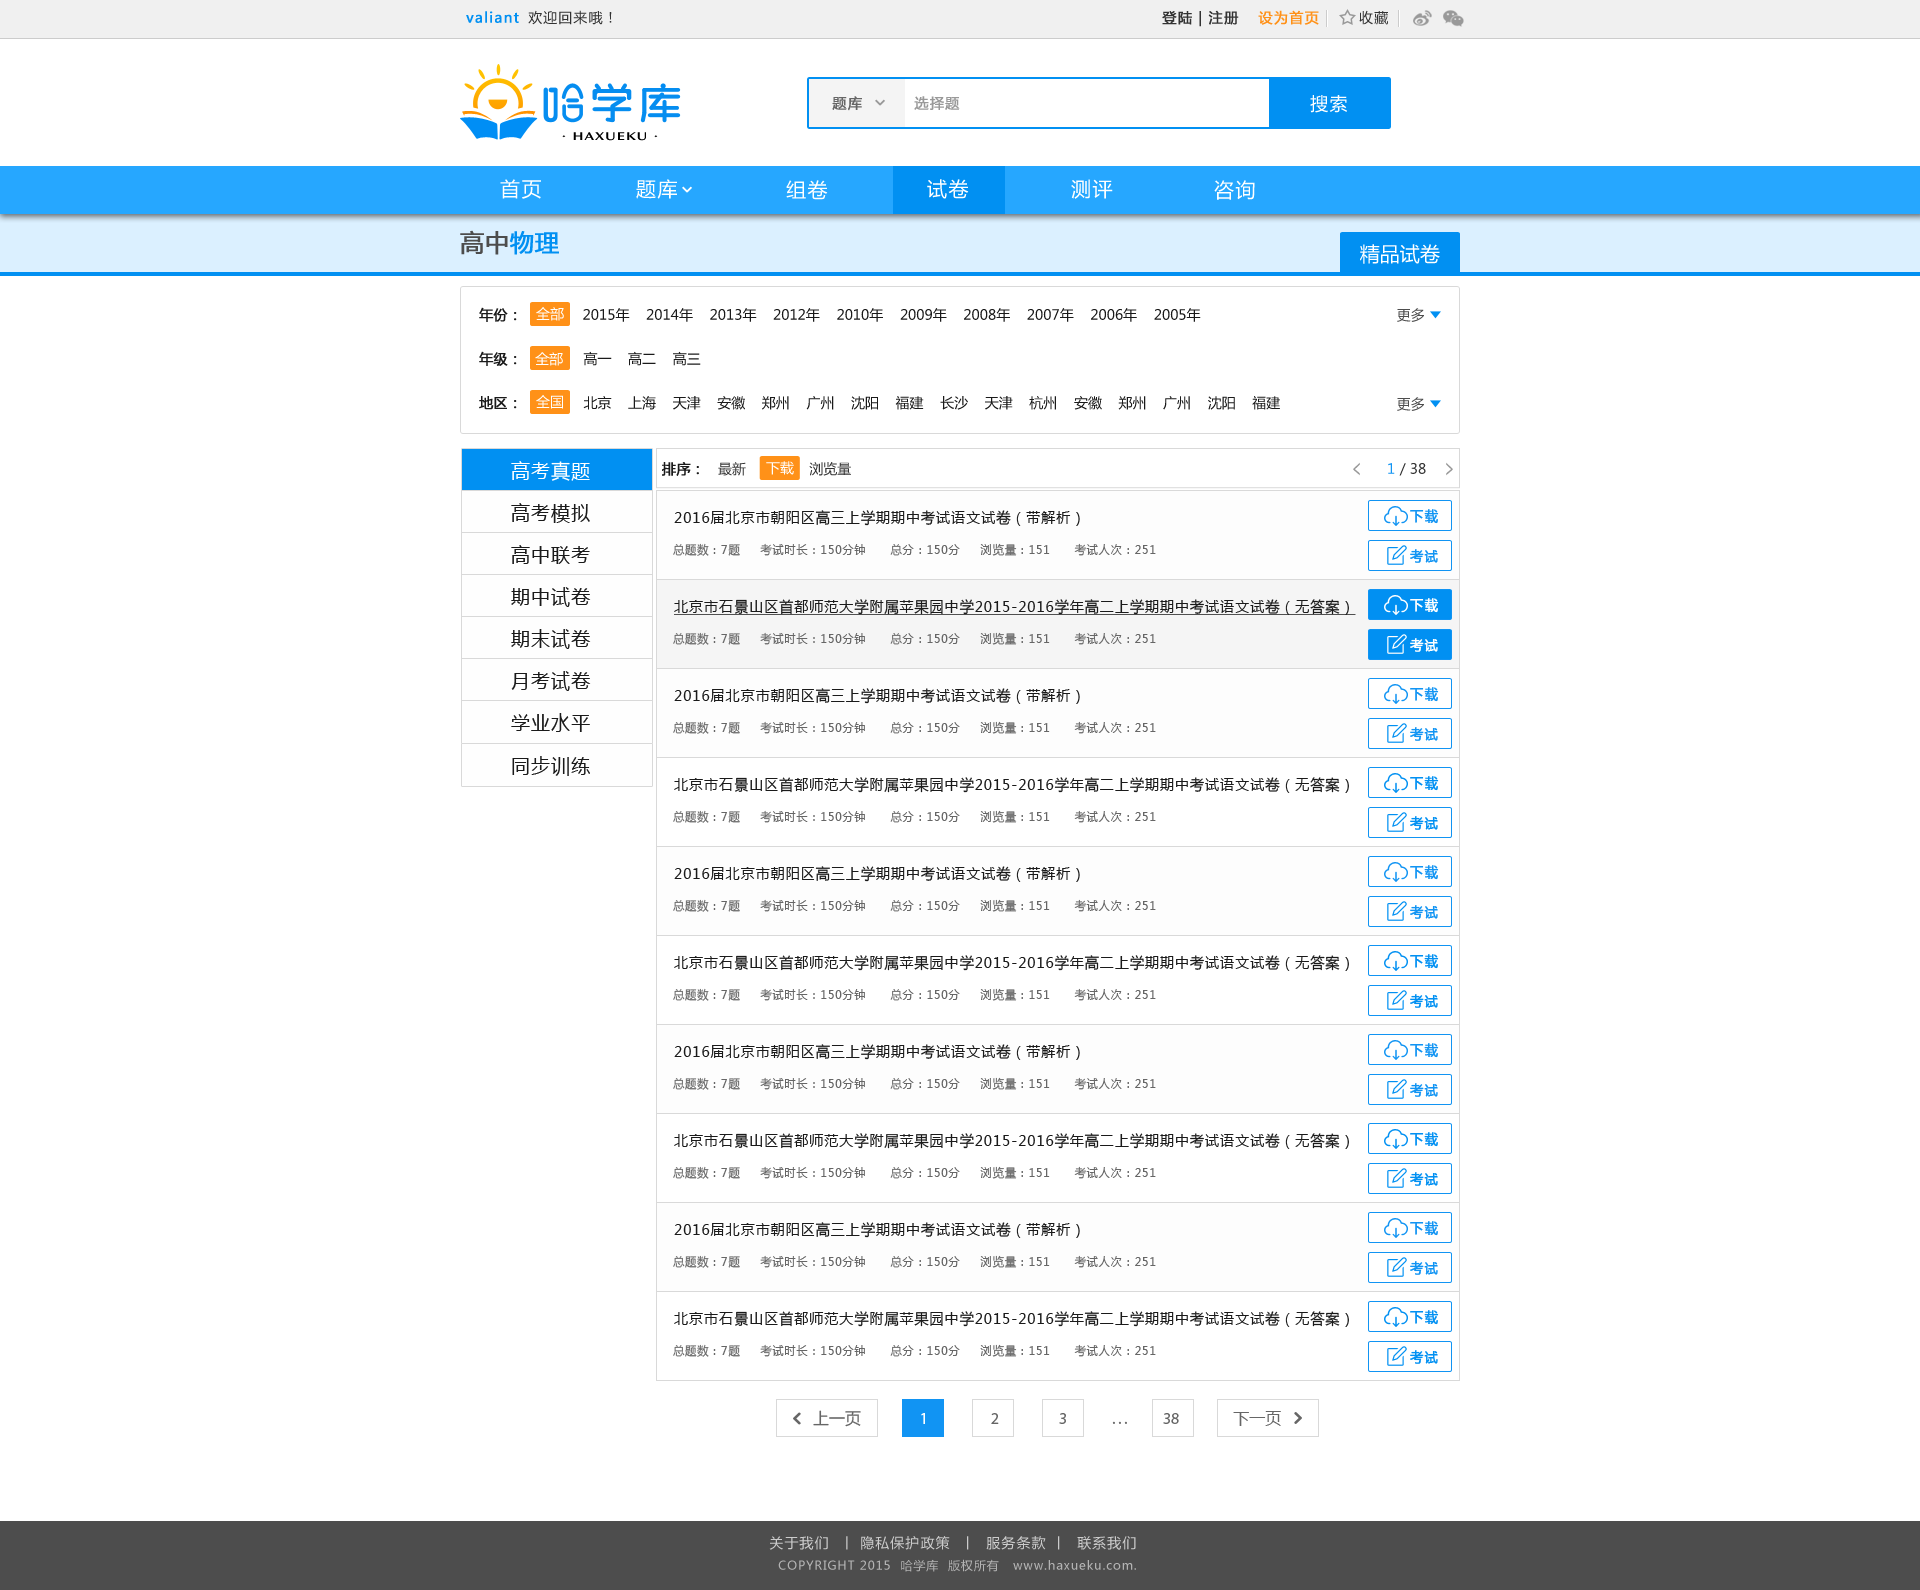 valiant 欢迎回来哦！ 登陆 | 注册 设为首页 收藏
哈学库
· HAXUEKU ·
题库 选择题 搜索
首页 题库 组卷 试卷 测评 咨询
高中物理 精品试卷
年份： 全部 2015年 2014年 2013年 2012年 2010年 2009年 2008年 2007年 2006年 2005年 更多
年级： 全部 高一 高二 高三
地区： 全国 北京 上海 天津 安徽 郑州 广州 沈阳 福建 长沙 天津 杭州 安徽 郑州 广州 沈阳 福建 更多
高考真题
高考模拟
高中联考
期中试卷
期末试卷
月考试卷
学业水平
同步训练
排序： 最新 下载 浏览量 1 / 38
2016届北京市朝阳区高三上学期期中考试语文试卷（带解析） 下载
总题数：7题 考试时长：150分钟 总分：150分 浏览量：151 考试人次：251 考试
北京市石景山区首都师范大学附属苹果园中学2015-2016学年高二上学期期中考试语文试卷（无答案） 下载
总题数：7题 考试时长：150分钟 总分：150分 浏览量：151 考试人次：251 考试
2016届北京市朝阳区高三上学期期中考试语文试卷（带解析） 下载
总题数：7题 考试时长：150分钟 总分：150分 浏览量：151 考试人次：251 考试
北京市石景山区首都师范大学附属苹果园中学2015-2016学年高二上学期期中考试语文试卷（无答案） 下载
总题数：7题 考试时长：150分钟 总分：150分 浏览量：151 考试人次：251 考试
2016届北京市朝阳区高三上学期期中考试语文试卷（带解析） 下载
总题数：7题 考试时长：150分钟 总分：150分 浏览量：151 考试人次：251 考试
北京市石景山区首都师范大学附属苹果园中学2015-2016学年高二上学期期中考试语文试卷（无答案） 下载
总题数：7题 考试时长：150分钟 总分：150分 浏览量：151 考试人次：251 考试
2016届北京市朝阳区高三上学期期中考试语文试卷（带解析） 下载
总题数：7题 考试时长：150分钟 总分：150分 浏览量：151 考试人次：251 考试
北京市石景山区首都师范大学附属苹果园中学2015-2016学年高二上学期期中考试语文试卷（无答案） 下载
总题数：7题 考试时长：150分钟 总分：150分 浏览量：151 考试人次：251 考试
2016届北京市朝阳区高三上学期期中考试语文试卷（带解析） 下载
总题数：7题 考试时长：150分钟 总分：150分 浏览量：151 考试人次：251 考试
北京市石景山区首都师范大学附属苹果园中学2015-2016学年高二上学期期中考试语文试卷（无答案） 下载
总题数：7题 考试时长：150分钟 总分：150分 浏览量：151 考试人次：251 考试
上一页 1 2 3 ... 38 下一页
关于我们 | 隐私保护政策 | 服务条款 | 联系我们
COPYRIGHT 2015 哈学库 版权所有 www.haxueku.com.